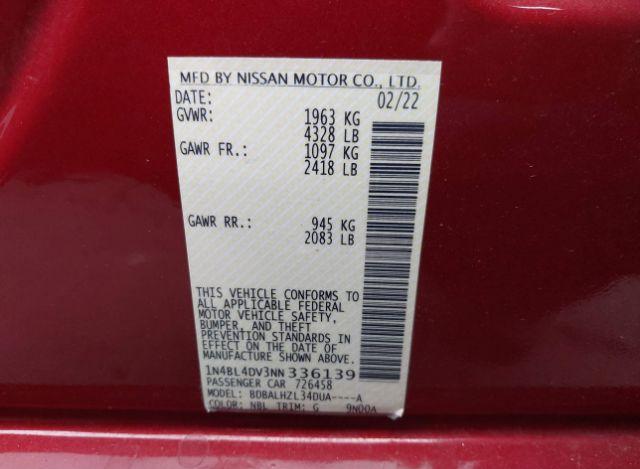 MFD BY NISSAN MOTOR CO., LTD.
DATE: 02/22
GVWR: 1963 KG
4328 LB
GAWR FR.: 1097 KG
2418 LB
GAWR RR.: 945 KG
2083 LB
THIS VEHICLE CONFORMS TO
ALL APPLICABLE FEDERAL
MOTOR VEHICLE SAFETY,
BUMPER, AND THEFT
PREVENTION STANDARDS IN
EFFECT ON THE DATE OF
MANUFACTURE SHOWN ABOVE.
1N4BL4DV3NN336139
PASSENGER CAR 726458
MODEL: BDBALHZL34DUA----A
COLOR: NBL TRIM: G 9N00A